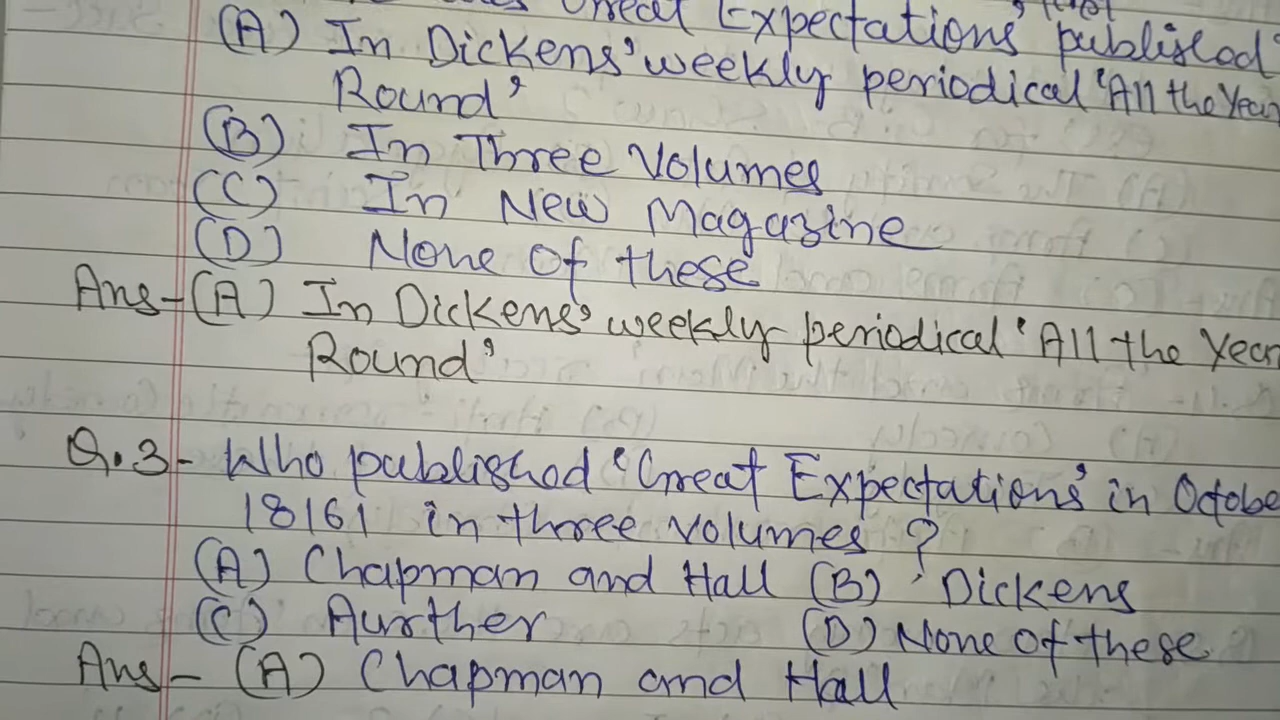 Great Expectations' published
(A) In Dickens' weekly periodical 'All the Year
Round'
(B) In Three Volumes
(C) In New Magazine
(D) None of these
Ans-(A) In Dickens' weekly periodical 'All the Year
Round'
Q.3- Who published 'Great Expectations' in Octobe
18161 in three volumes ?
(A) Chapman and Hall (B) Dickens
(C) Aurther (D) None of these
Ans- (A) Chapman and Hall